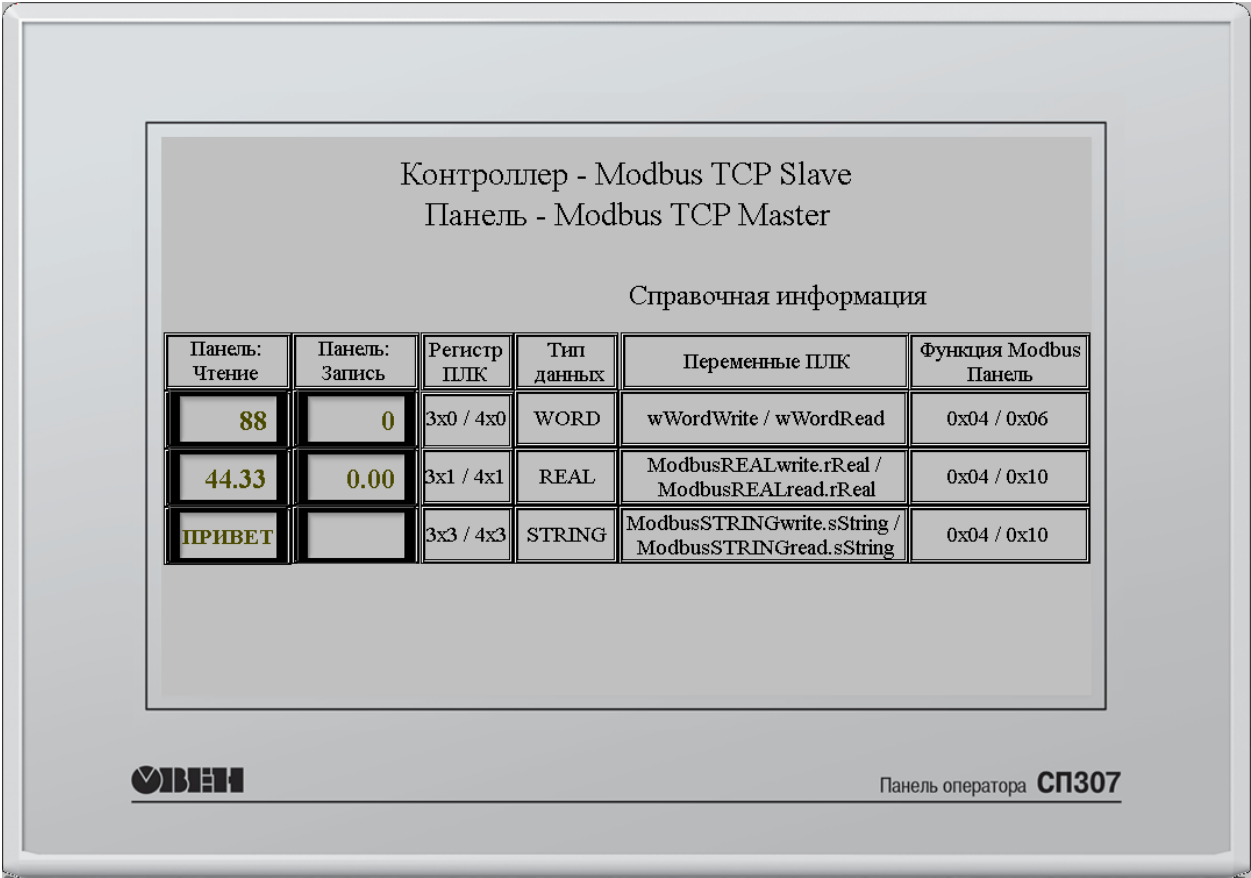 Контроллер - Modbus TCP Slave
Панель - Modbus TCP Master
Справочная информация
Панель: Чтение
Панель: Запись
Регистр ПЛК
Тип данных
Переменные ПЛК
Функция Modbus Панель
88
0
3x0 / 4x0
WORD
wWordWrite / wWordRead
0x04 / 0x06
44.33
0.00
3x1 / 4x1
REAL
ModbusREALwrite.rReal /
ModbusREALread.rReal
0x04 / 0x10
ПРИВЕТ
3x3 / 4x3
STRING
ModbusSTRINGwrite.sString /
ModbusSTRINGread.sString
0x04 / 0x10
ОВЕН
Панель оператора СП307